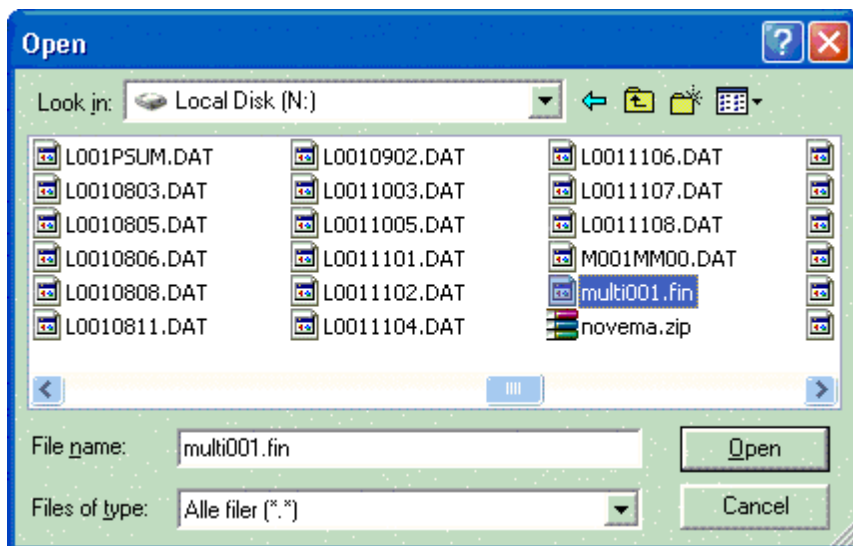 Open
Look in: Local Disk (N:)
L001PSUM.DAT L0010902.DAT L0011106.DAT
L0010803.DAT L0011003.DAT L0011107.DAT
L0010805.DAT L0011005.DAT L0011108.DAT
L0010806.DAT L0011101.DAT M001MM00.DAT
L0010808.DAT L0011102.DAT multi001.fin
L0010811.DAT L0011104.DAT novema.zip
File name: multi001.fin Open
Files of type: Alle filer (*.*) Cancel